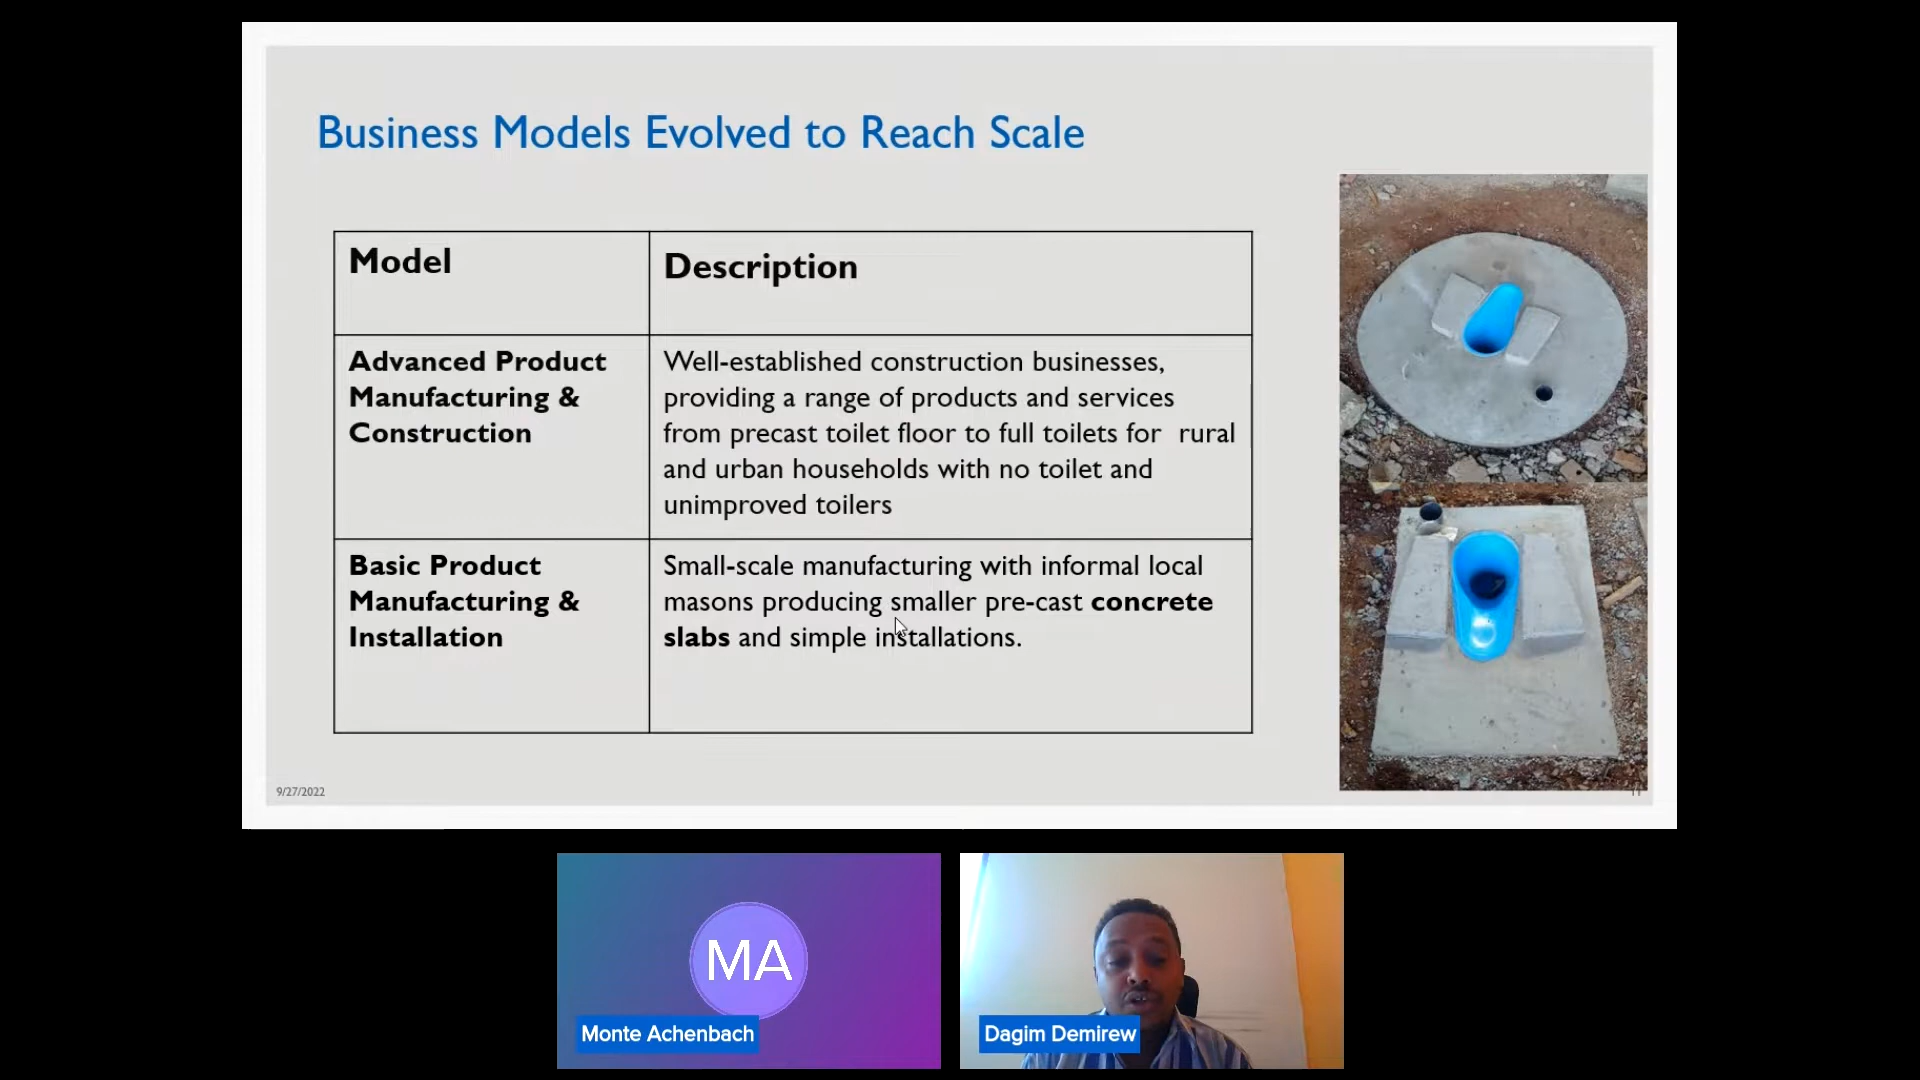 Business Models Evolved to Reach Scale
Model
Description
Advanced Product
Manufacturing &
Construction
Well-established construction businesses,
providing a range of products and services
from precast toilet floor to full toilets for rural
and urban households with no toilet and
unimproved toilers
Basic Product
Manufacturing &
Installation
Small-scale manufacturing with informal local
masons producing smaller pre-cast concrete
slabs and simple installations.
9/27/2022
MA
Monte Achenbach
Dagim Demirew